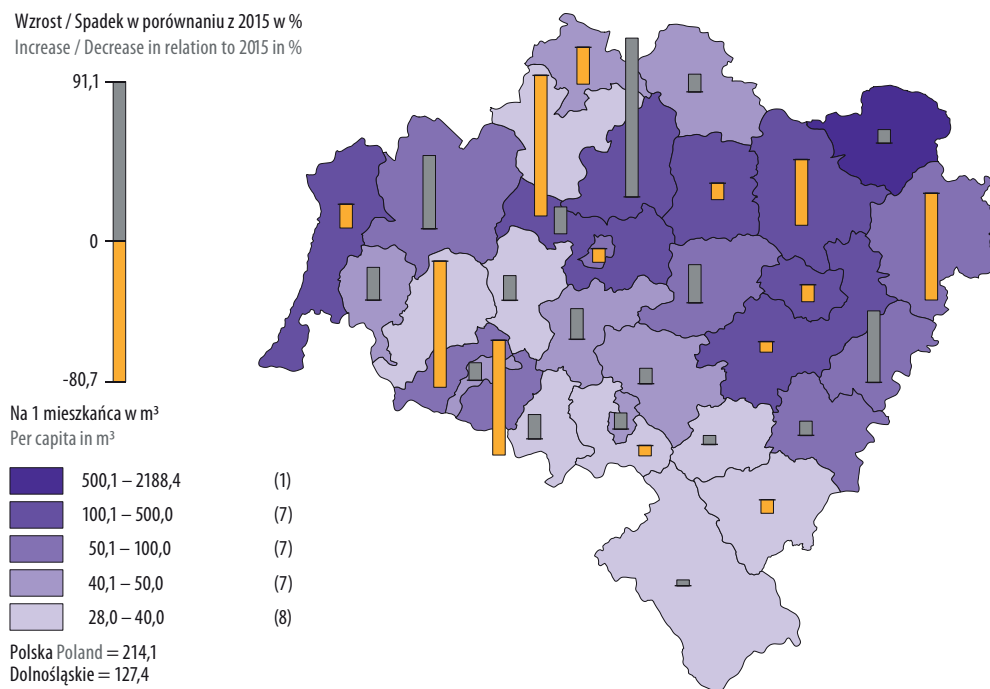 Wzrost / Spadek w porównaniu z 2015 w %
Increase / Decrease in relation to 2015 in %
91,1
0
-80,7
Na 1 mieszkańca w m³
Per capita in m³
500,1 – 2188,4 (1)
100,1 – 500,0 (7)
50,1 – 100,0 (7)
40,1 – 50,0 (7)
28,0 – 40,0 (8)
Polska Poland = 214,1
Dolnośląskie = 127,4